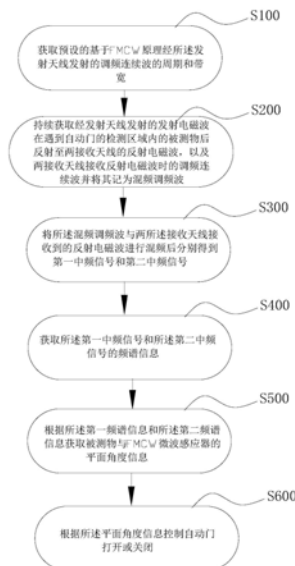 S100
获取预设的基于FMCW原理经所述发
射天线发射的调频连续波的周期和带
宽
S200
持续获取经发射天线发射的发射电磁波
在遇到自动门的检测区域内的被测物后
反射至两接收天线的反射电磁波，以及
两接收天线接收反射电磁波时的调频连
续波并将其记为混频调频波
S300
将所述混频调频波与两所述接收天线接
收到的反射电磁波进行混频后分别得到
第一中频信号和第二中频信号
S400
获取所述第一中频信号和所述第二中频
信号的频谱信息
S500
根据所述第一频谱信息和所述第二频谱
信息获取被测物与FMCW微波感应器的
平面角度信息
S600
根据所述平面角度信息控制自动门
打开或关闭